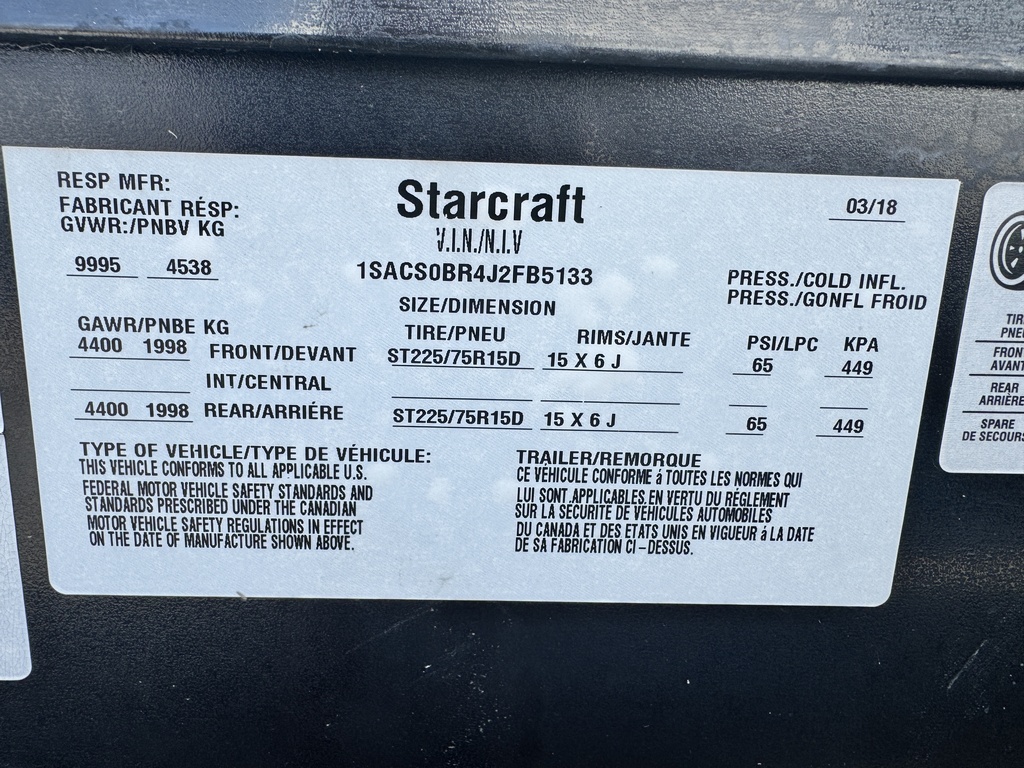 RESP MFR:
FABRICANT RÉSP:
GVWR:/PNBV KG
9995 4538
Starcraft
V.I.N./N.I.V
1SACS0BR4J2FB5133
03/18
SIZE/DIMENSION
PRESS./COLD INFL.
PRESS./GONFL FROID
GAWR/PNBE KG TIRE/PNEU RIMS/JANTE PSI/LPC KPA
4400 1998 FRONT/DEVANT ST225/75R15D 15 X 6 J 65 449
INT/CENTRAL
4400 1998 REAR/ARRIÉRE ST225/75R15D 15 X 6 J 65 449
TYPE OF VEHICLE/TYPE DE VÉHICULE:
THIS VEHICLE CONFORMS TO ALL APPLICABLE U.S.
FEDERAL MOTOR VEHICLE SAFETY STANDARDS AND
STANDARDS PRESCRIBED UNDER THE CANADIAN
MOTOR VEHICLE SAFETY REGULATIONS IN EFFECT
ON THE DATE OF MANUFACTURE SHOWN ABOVE.
TRAILER/REMORQUE
CE VÉHICULE CONFORME á TOUTES LES NORMES QUI
LUI SONT APPLICABLES EN VERTU DU RÉGLEMENT
SUR LA SÉCURITE DE VÉHICULES AUTOMOBILES
DU CANADA ET DES ETATS UNIS EN VIGUEUR á LA DATE
DE SA FABRICATION CI-DESSUS.
FRON
AVANT
REAR
ARRIÈRE
SPARE
DE SECOURS